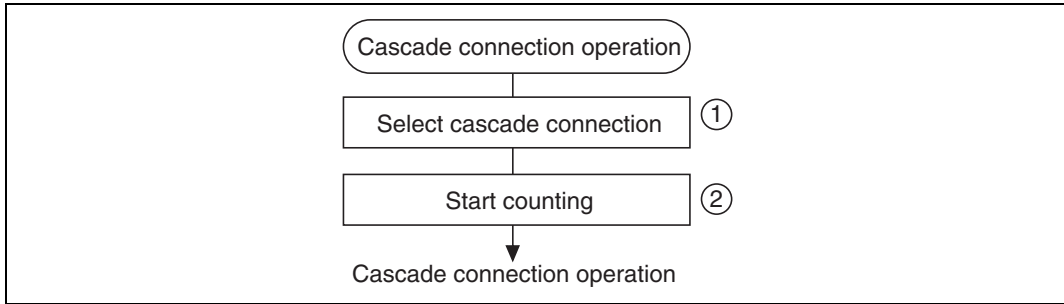 Cascade connection operation
Select cascade connection ①
Start counting ②
Cascade connection operation